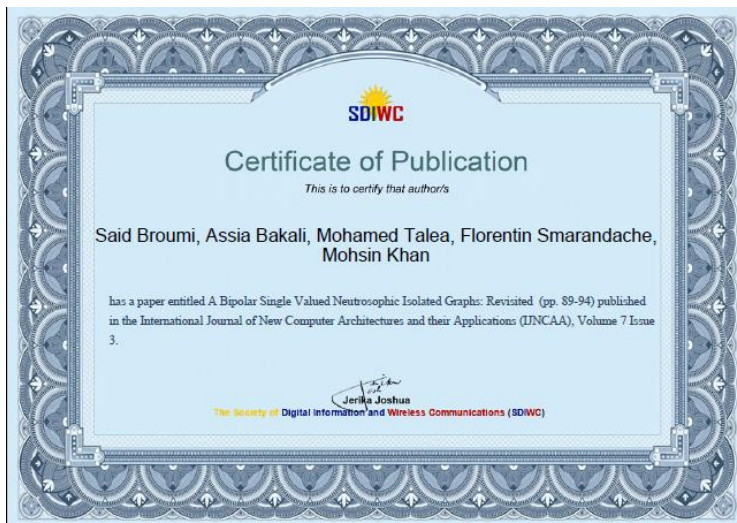 SDIWC
Certificate of Publication
This is to certify that author/s
Said Broumi, Assia Bakali, Mohamed Talea, Florentin Smarandache,
Mohsin Khan
has a paper entitled A Bipolar Single Valued Neutrosophic Isolated Graphs: Revisited (pp. 89-94) published
in the International Journal of New Computer Architectures and their Applications (IJNCAA), Volume 7 Issue
3.
Jerika Joshua
The Society of Digital Information and Wireless Communications (SDIWC)